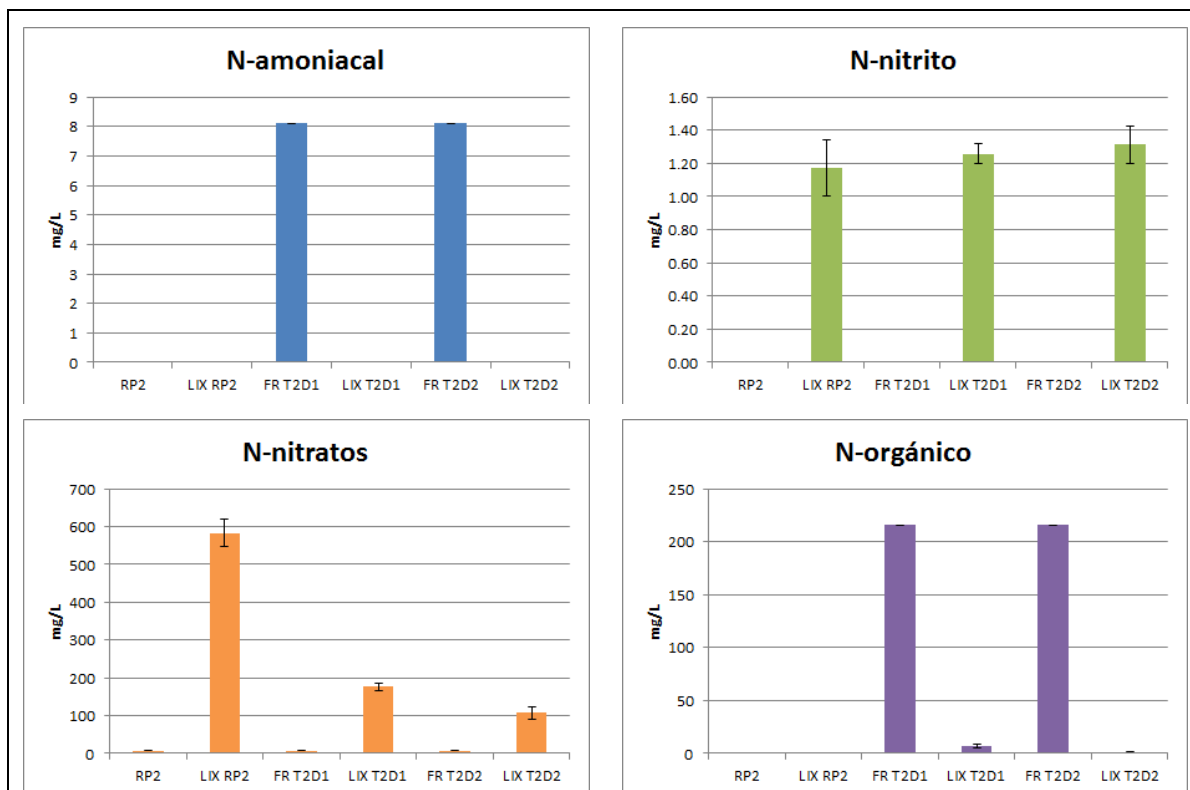 N-amoniacal
9
8
7
6
5
4
3
2
1
0
mg/L
RP2 LIX RP2 FR T2D1 LIX T2D1 FR T2D2 LIX T2D2
N-nitrito
1.60
1.40
1.20
1.00
0.80
0.60
0.40
0.20
0.00
mg/L
RP2 LIX RP2 FR T2D1 LIX T2D1 FR T2D2 LIX T2D2
N-nitratos
700
600
500
400
300
200
100
0
mg/L
RP2 LIX RP2 FR T2D1 LIX T2D1 FR T2D2 LIX T2D2
N-orgánico
250
200
150
100
50
0
mg/L
RP2 LIX RP2 FR T2D1 LIX T2D1 FR T2D2 LIX T2D2